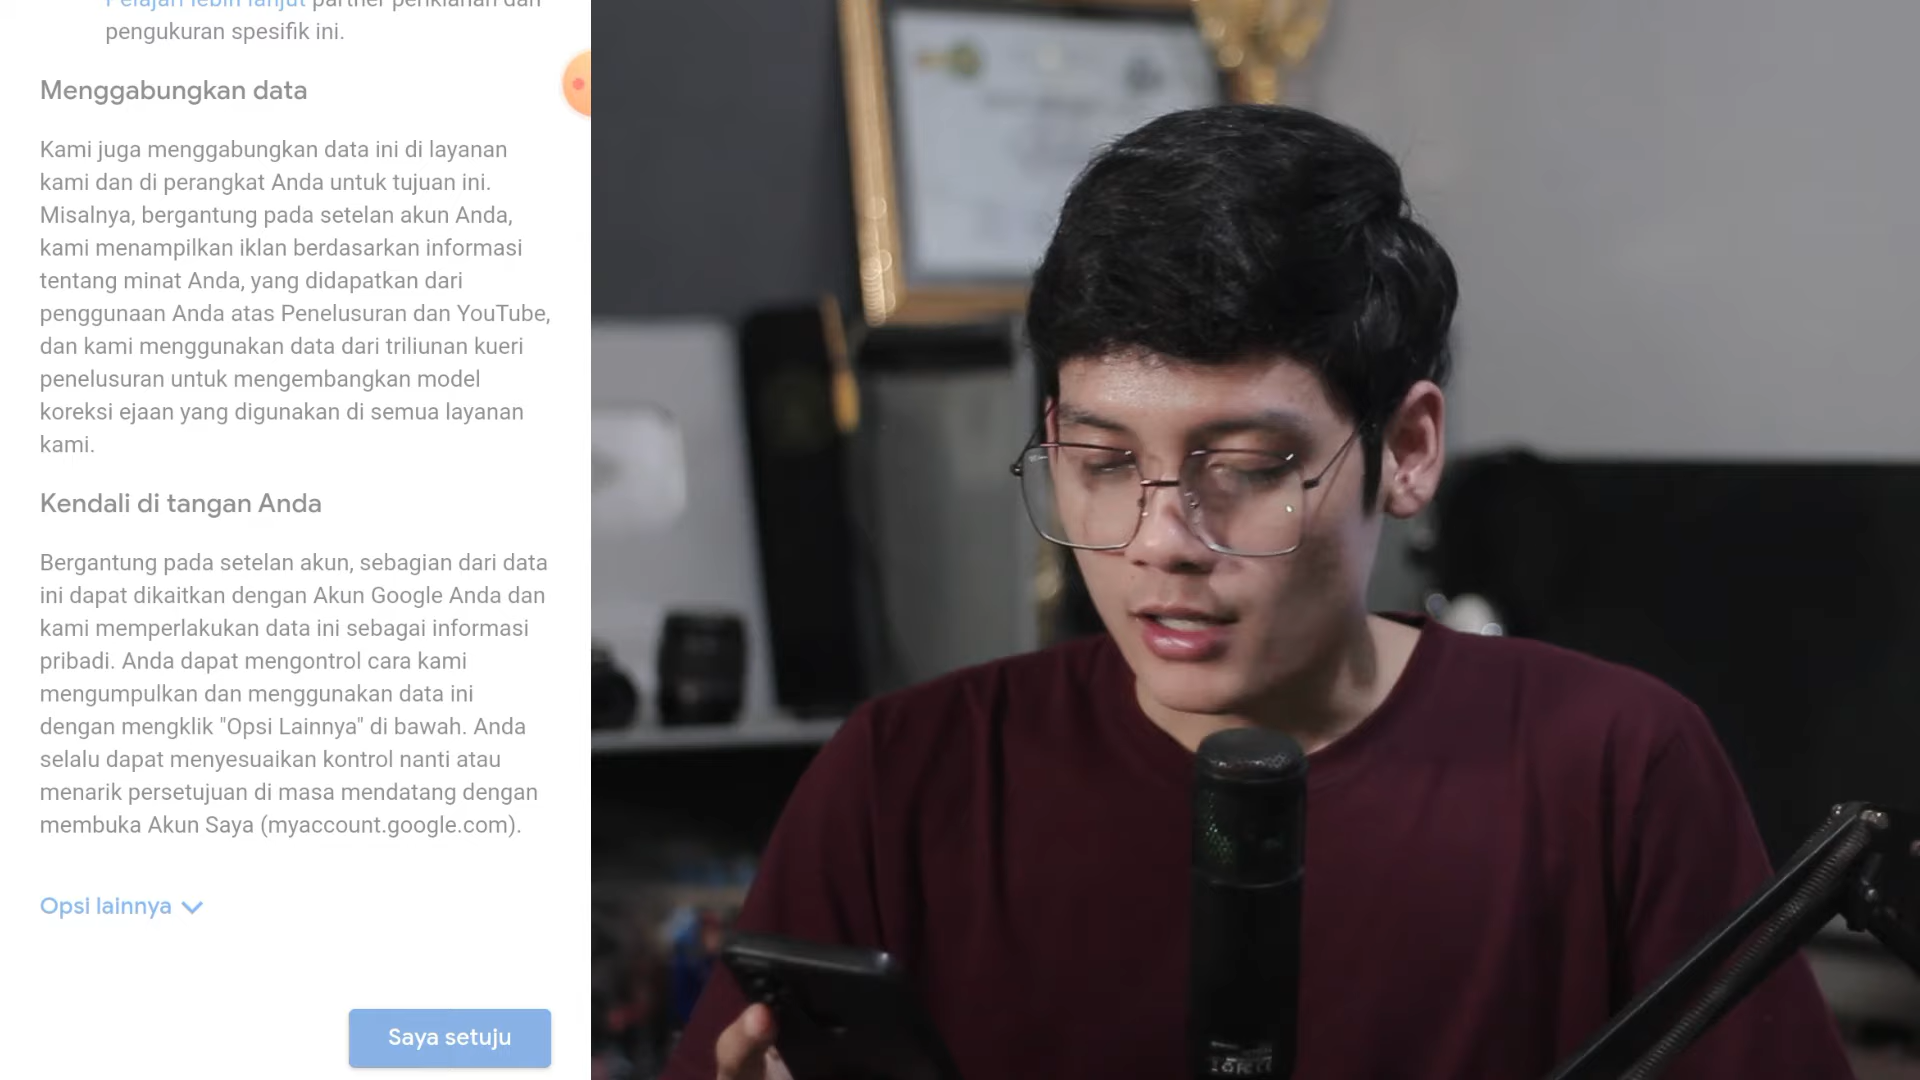 Pelajari lebih lanjut partner periklanan dan
pengukuran spesifik ini.
Menggabungkan data
Kami juga menggabungkan data ini di layanan
kami dan di perangkat Anda untuk tujuan ini.
Misalnya, bergantung pada setelan akun Anda,
kami menampilkan iklan berdasarkan informasi
tentang minat Anda, yang didapatkan dari
penggunaan Anda atas Penelusuran dan YouTube,
dan kami menggunakan data dari triliunan kueri
penelusuran untuk mengembangkan model
koreksi ejaan yang digunakan di semua layanan
kami.
Kendali di tangan Anda
Bergantung pada setelan akun, sebagian dari data
ini dapat dikaitkan dengan Akun Google Anda dan
kami memperlakukan data ini sebagai informasi
pribadi. Anda dapat mengontrol cara kami
mengumpulkan dan menggunakan data ini
dengan mengklik "Opsi Lainnya" di bawah. Anda
selalu dapat menyesuaikan kontrol nanti atau
menarik persetujuan di masa mendatang dengan
membuka Akun Saya (myaccount.google.com).
Opsi lainnya
Saya setuju